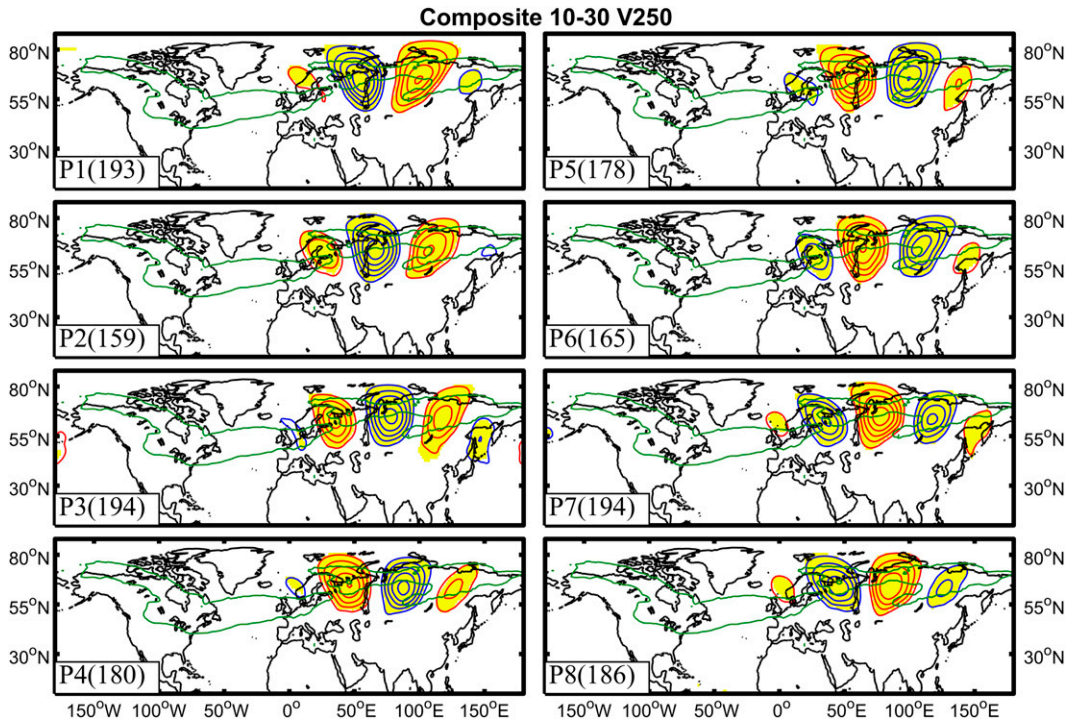 Composite 10-30 V250
80°N
55°N
30°N
P1(193)
80°N
55°N
30°N
P5(178)
80°N
55°N
30°N
P2(159)
80°N
55°N
30°N
P6(165)
80°N
55°N
30°N
P3(194)
80°N
55°N
30°N
P7(194)
80°N
55°N
30°N
P4(180)
80°N
55°N
30°N
P8(186)
150°W 100°W 50°W 0° 50°E 100°E 150°E
150°W 100°W 50°W 0° 50°E 100°E 150°E